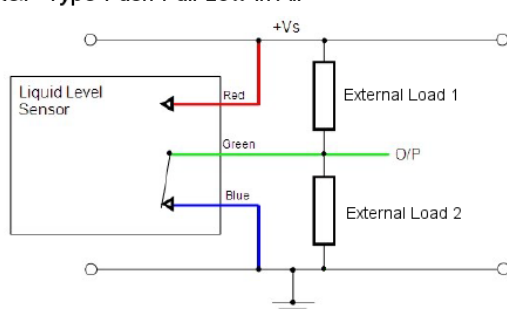 Type Push-Pull Low in Air
+Vs
Liquid Level
Sensor
Red
External Load 1
Green
O/P
Blue
External Load 2